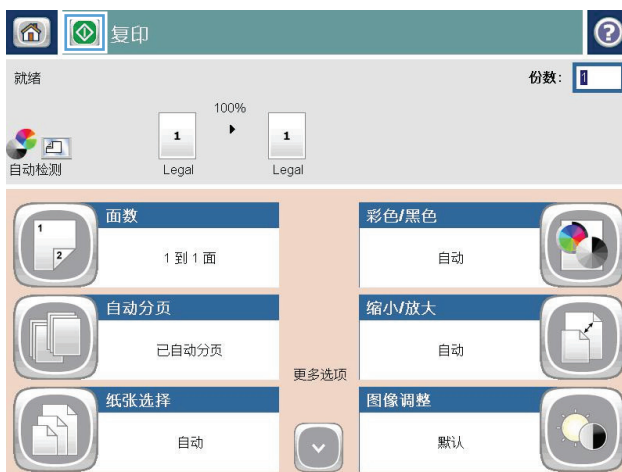 复印
就绪
份数: 1
100%
1
1
自动检测
Legal
Legal
面数
1
2
1 到 1 面
彩色/黑色
自动
自动分页
已自动分页
缩小/放大
自动
更多选项
纸张选择
自动
图像调整
默认